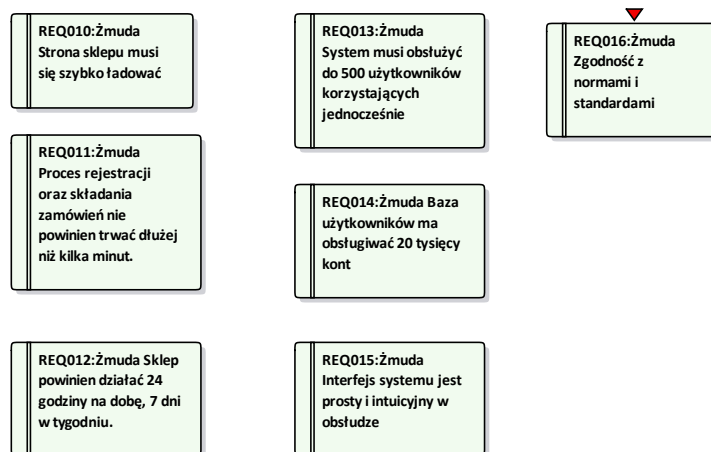 REQ010:Żmuda
Strona sklepu musi
się szybko ładować
REQ011:Żmuda
Proces rejestracji
oraz składania
zamówień nie
powinien trwać dłużej
niż kilka minut.
REQ012:Żmuda Sklep
powinien działać 24
godziny na dobę, 7 dni
w tygodniu.
REQ013:Żmuda
System musi obsłużyć
do 500 użytkowników
korzystających
jednocześnie
REQ014:Żmuda Baza
użytkowników ma
obsługiwać 20 tysięcy
kont
REQ015:Żmuda
Interfejs systemu jest
prosty i intuicyjny w
obsłudze
REQ016:Żmuda
Zgodność z
normami i
standardami